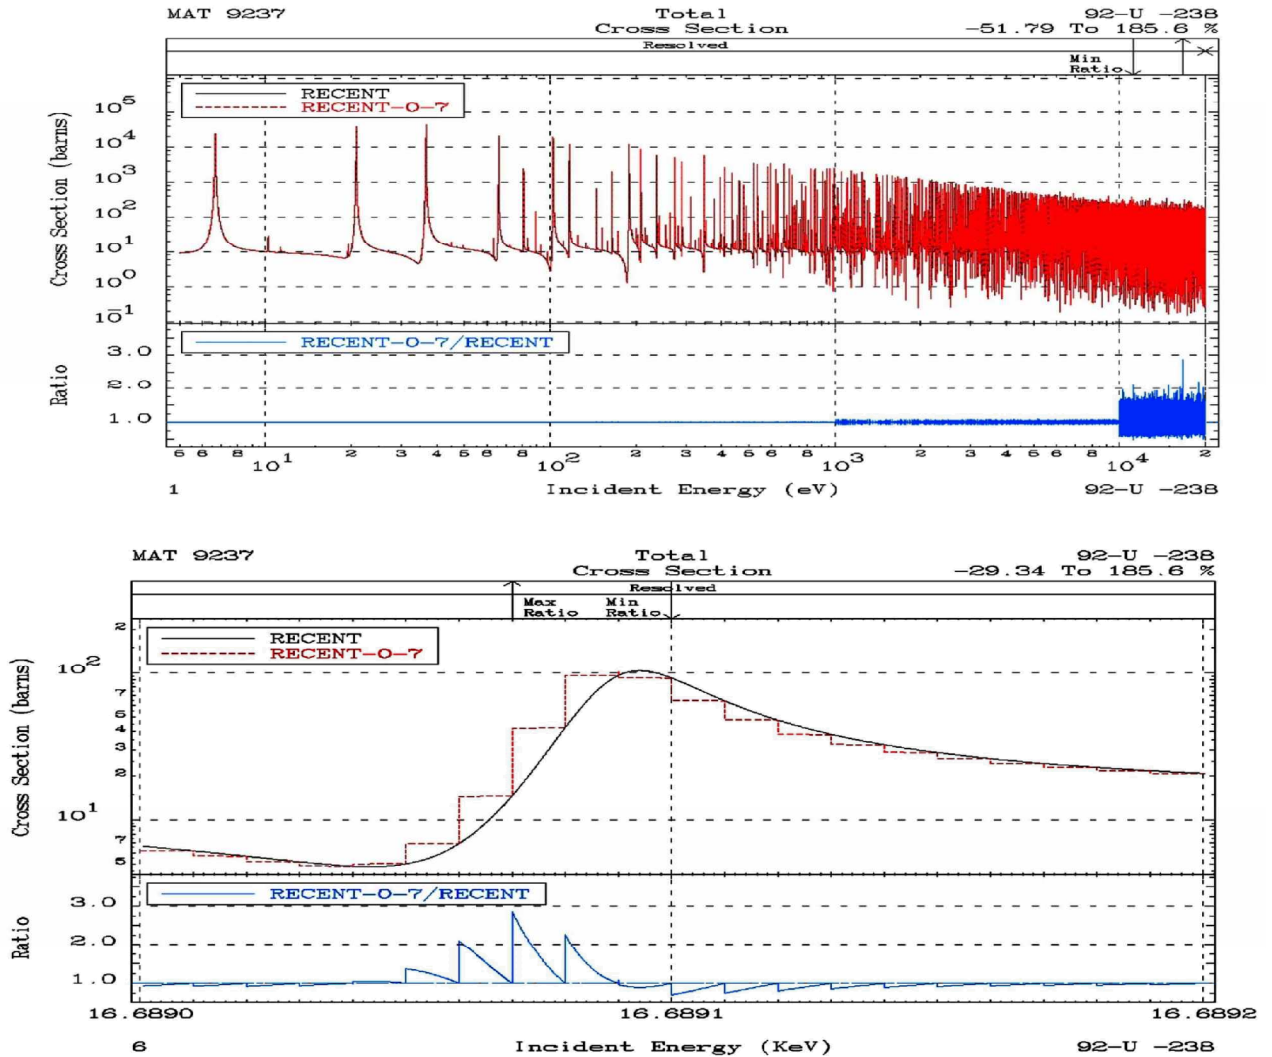 MAT 9237 Total 92-U -238
Cross Section -51.79 To 185.6 %
Resolved
Min
Ratio
RECENT
RECENT-0-7
10^5
10^4
10^3
10^2
10^1
10^0
10^-1
Cross Section (barns)
RECENT-0-7/RECENT
3.0
2.0
1.0
Ratio
5 6 8 10^1 2 3 4 5 6 8 10^2 2 3 4 5 6 8 10^3 2 3 4 5 6 8 10^4 2
1 Incident Energy (eV) 92-U -238
MAT 9237 Total 92-U -238
Cross Section -29.34 To 185.6 %
Resolved
Max Min
Ratio Ratio
RECENT
RECENT-0-7
2
10^2
7
5
4
3
2
10^1
7
5
Cross Section (barns)
RECENT-0-7/RECENT
3.0
2.0
1.0
Ratio
16.6890 16.6891 16.6892
6 Incident Energy (KeV) 92-U -238